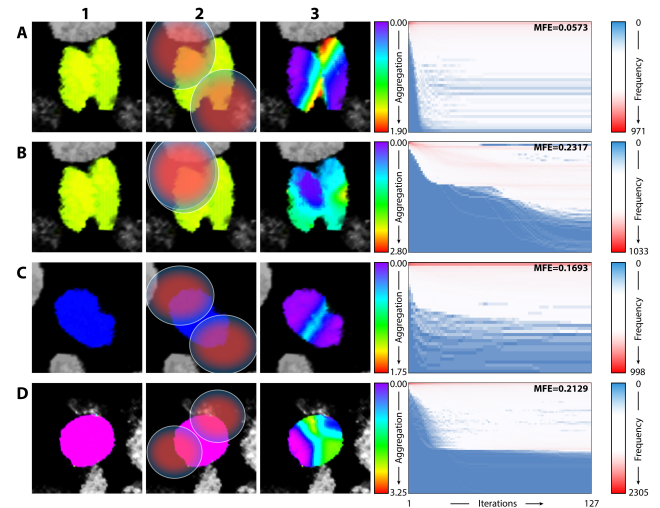 1 2 3
A 0.00 Aggregation 1.90 MFE=0.0573 0 Frequency 971
B 0.00 Aggregation 2.80 MFE=0.2317 0 Frequency 1033
C 0.00 Aggregation 1.75 MFE=0.1693 0 Frequency 998
D 0.00 Aggregation 3.25 MFE=0.2129 0 Frequency 2305
1 Iterations 127